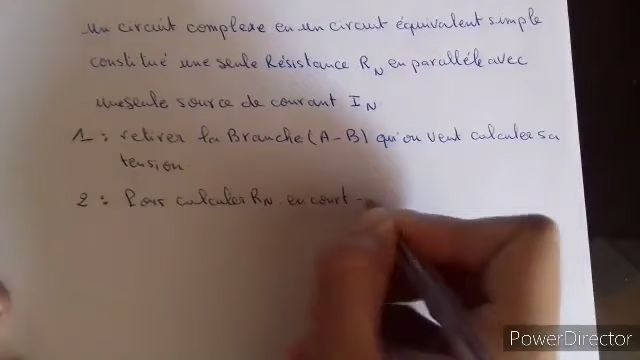 un circuit complexe en un circuit équivalent simple
constitué une seule Résistance RN en parallèle avec
une seule source de courant IN
1 : retirer la Branche (A-B) qu'on veut calculer sa
tension
2 : Pour calculer RN. en court -
PowerDirector